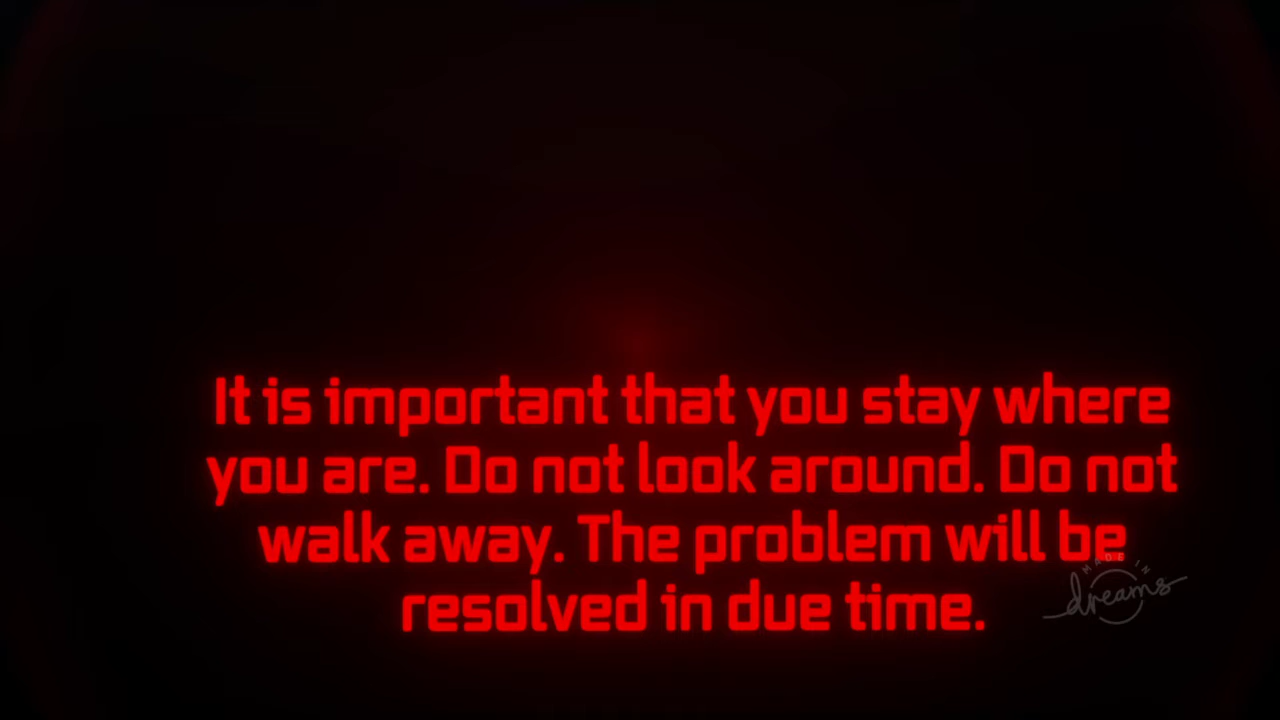 It is important that you stay where
you are. Do not look around. Do not
walk away. The problem will be
resolved in due time.
MADE IN
dreams